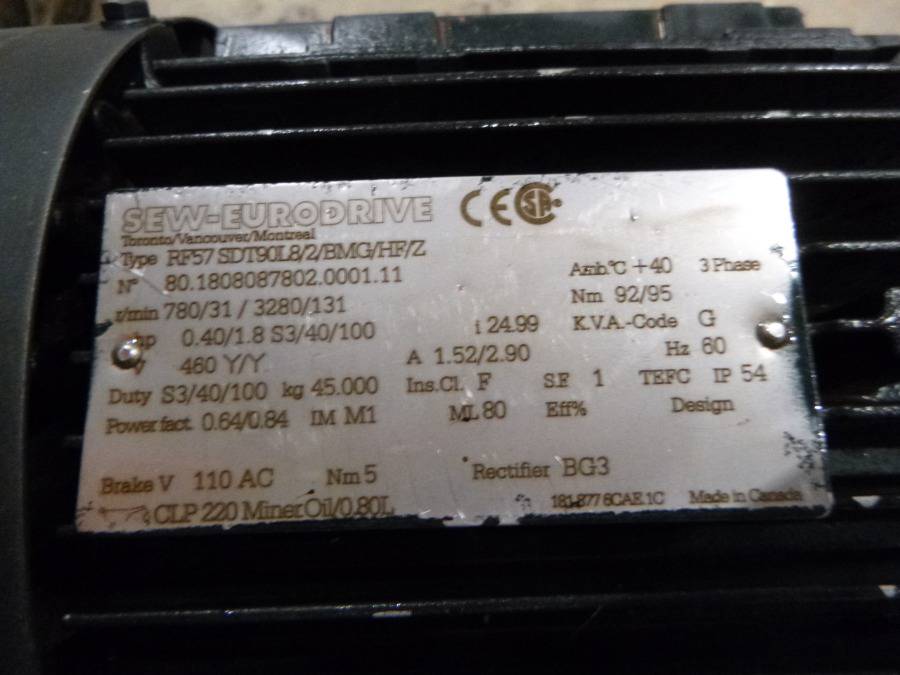 SEW-EURODRIVE CE CSA
Toronto/Vancouver/Montreal
Type RF57 SDT90L8/2/BMG/HF/Z
N° 80.1808087802.0001.11 Amb.°C +40 3 Phase
r/min 780/31 / 3280/131 Nm 92/95
hp 0.40/1.8 S3/40/100 i 24.99 K.V.A.-Code G
V 460 Y/Y A 1.52/2.90 Hz 60
Duty S3/40/100 kg 45.000 Ins.Cl. F S.F. 1 TEFC IP 54
Power fact. 0.64/0.84 IM M1 ML 80 Eff% Design
Brake V 110 AC Nm 5 Rectifier BG3
CLP 220 Miner.Oil/0.80L 181-877 6CAE.1C Made in Canada